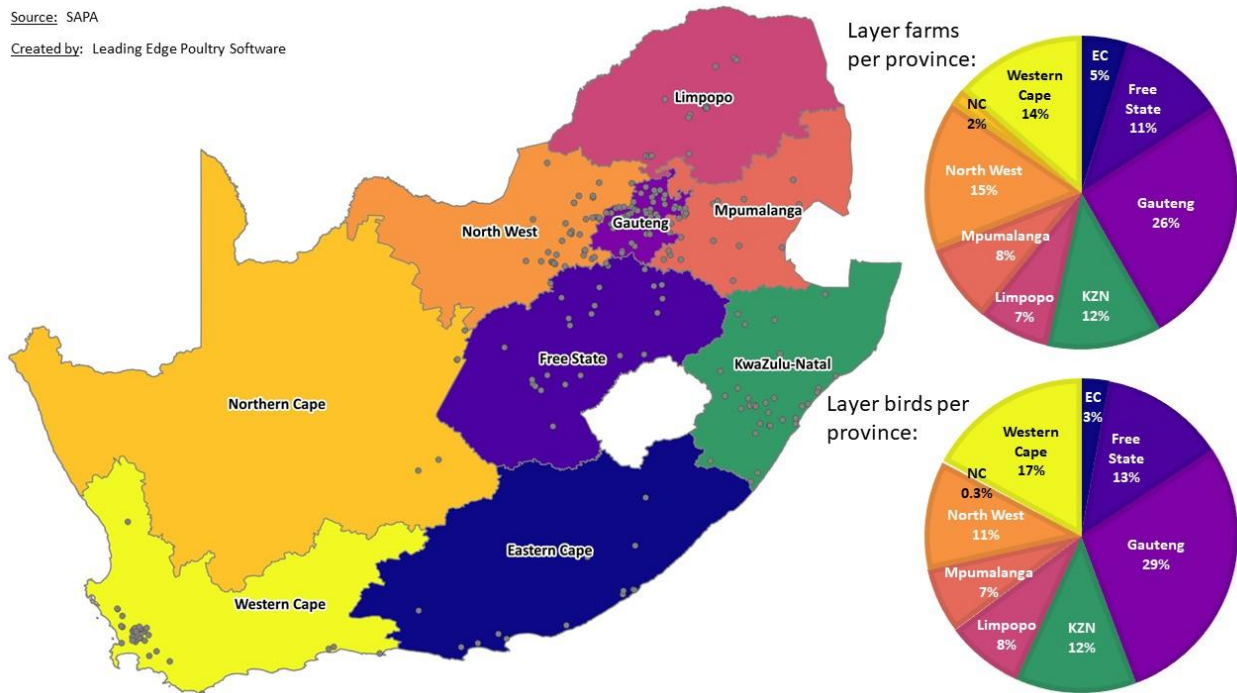 Source: SAPA
Created by: Leading Edge Poultry Software
Limpopo
North West
Gauteng
Mpumalanga
Free State
KwaZulu-Natal
Northern Cape
Eastern Cape
Western Cape
Layer farms
per province:
EC
5%
Free
State
11%
Gauteng
26%
KZN
12%
Limpopo
7%
Mpumalanga
8%
North West
15%
NC
2%
Western
Cape
14%
Layer birds per
province:
EC
3%
Free
State
13%
Gauteng
29%
KZN
12%
Limpopo
8%
Mpumalanga
7%
North West
11%
NC
0.3%
Western
Cape
17%